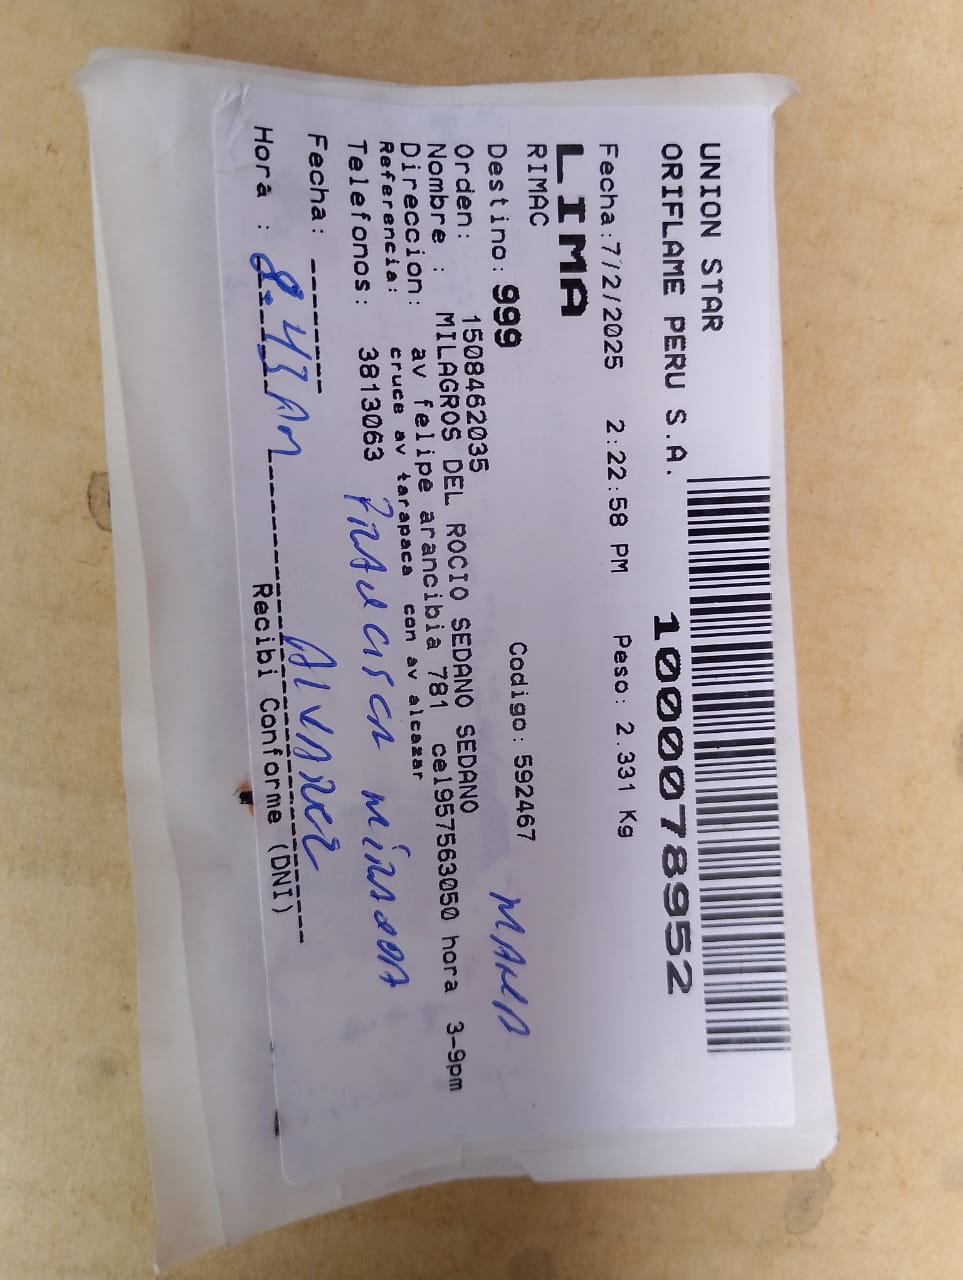 UNION STAR
ORIFLAME PERU S.A. 10000078952
Fecha:7/2/2025 2:22:58 PM Peso: 2.331 Kg
LIMA
RIMAC
Destino: 999 Codigo: 592467
Orden: 1508462035
Nombre : MILAGROS DEL ROCIO SEDANO SEDANO
Direccion: av felipe arancibia 781 cel957563050 hora 3-9pm
Referencia: cruce av tarapaca con av alcazar
Telefonos: 3813063
Fecha: --------
ALVAREZ
Hora :
Recibi Conforme (DNI)